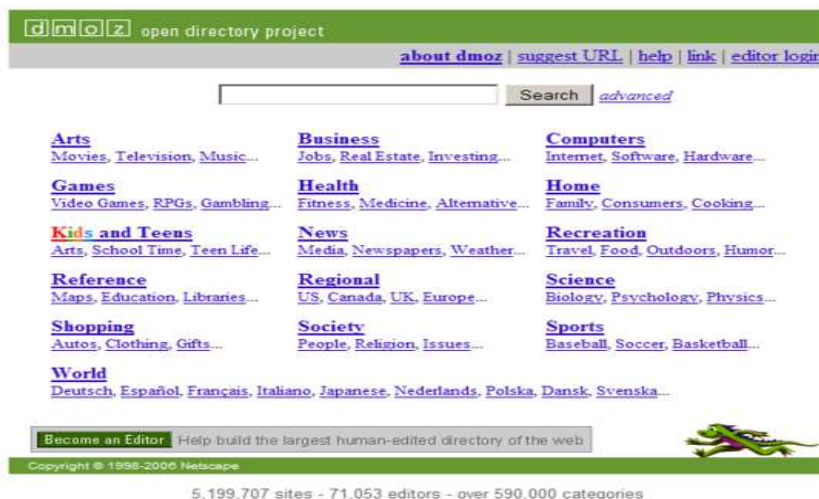 dmoz open directory project
about dmoz | suggest URL | help | link | editor login
Search advanced
Arts
Movies, Television, Music...
Business
Jobs, Real Estate, Investing...
Computers
Internet, Software, Hardware...
Games
Video Games, RPGs, Gambling...
Health
Fitness, Medicine, Alternative...
Home
Family, Consumers, Cooking...
Kids and Teens
Arts, School Time, Teen Life...
News
Media, Newspapers, Weather...
Recreation
Travel, Food, Outdoors, Humor...
Reference
Maps, Education, Libraries...
Regional
US, Canada, UK, Europe...
Science
Biology, Psychology, Physics...
Shopping
Autos, Clothing, Gifts...
Society
People, Religion, Issues...
Sports
Baseball, Soccer, Basketball...
World
Deutsch, Español, Français, Italiano, Japanese, Nederlands, Polska, Dansk, Svenska...
Become an Editor Help build the largest human-edited directory of the web
Copyright © 1998-2006 Netscape
5,199,707 sites - 71,053 editors - over 590,000 categories